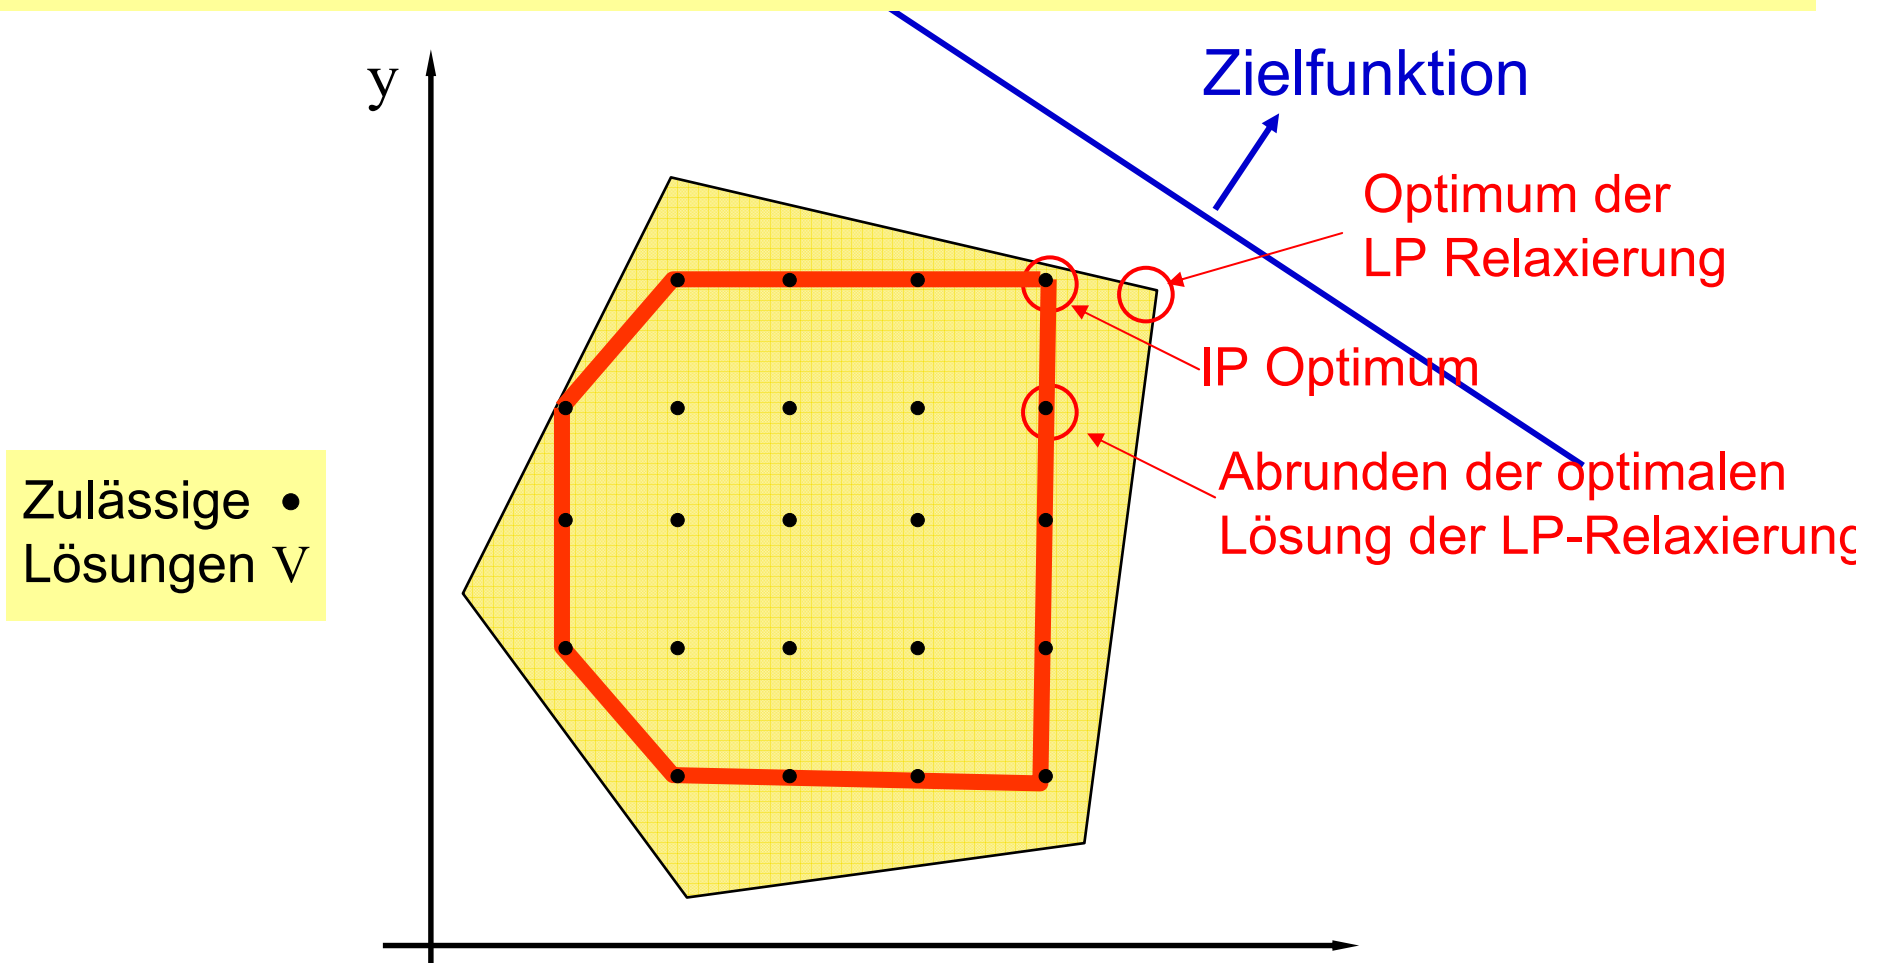 y
Zielfunktion
Optimum der
LP Relaxierung
IP Optimum
Abrunden der optimalen
Lösung der LP-Relaxierung
Zulässige •
Lösungen V